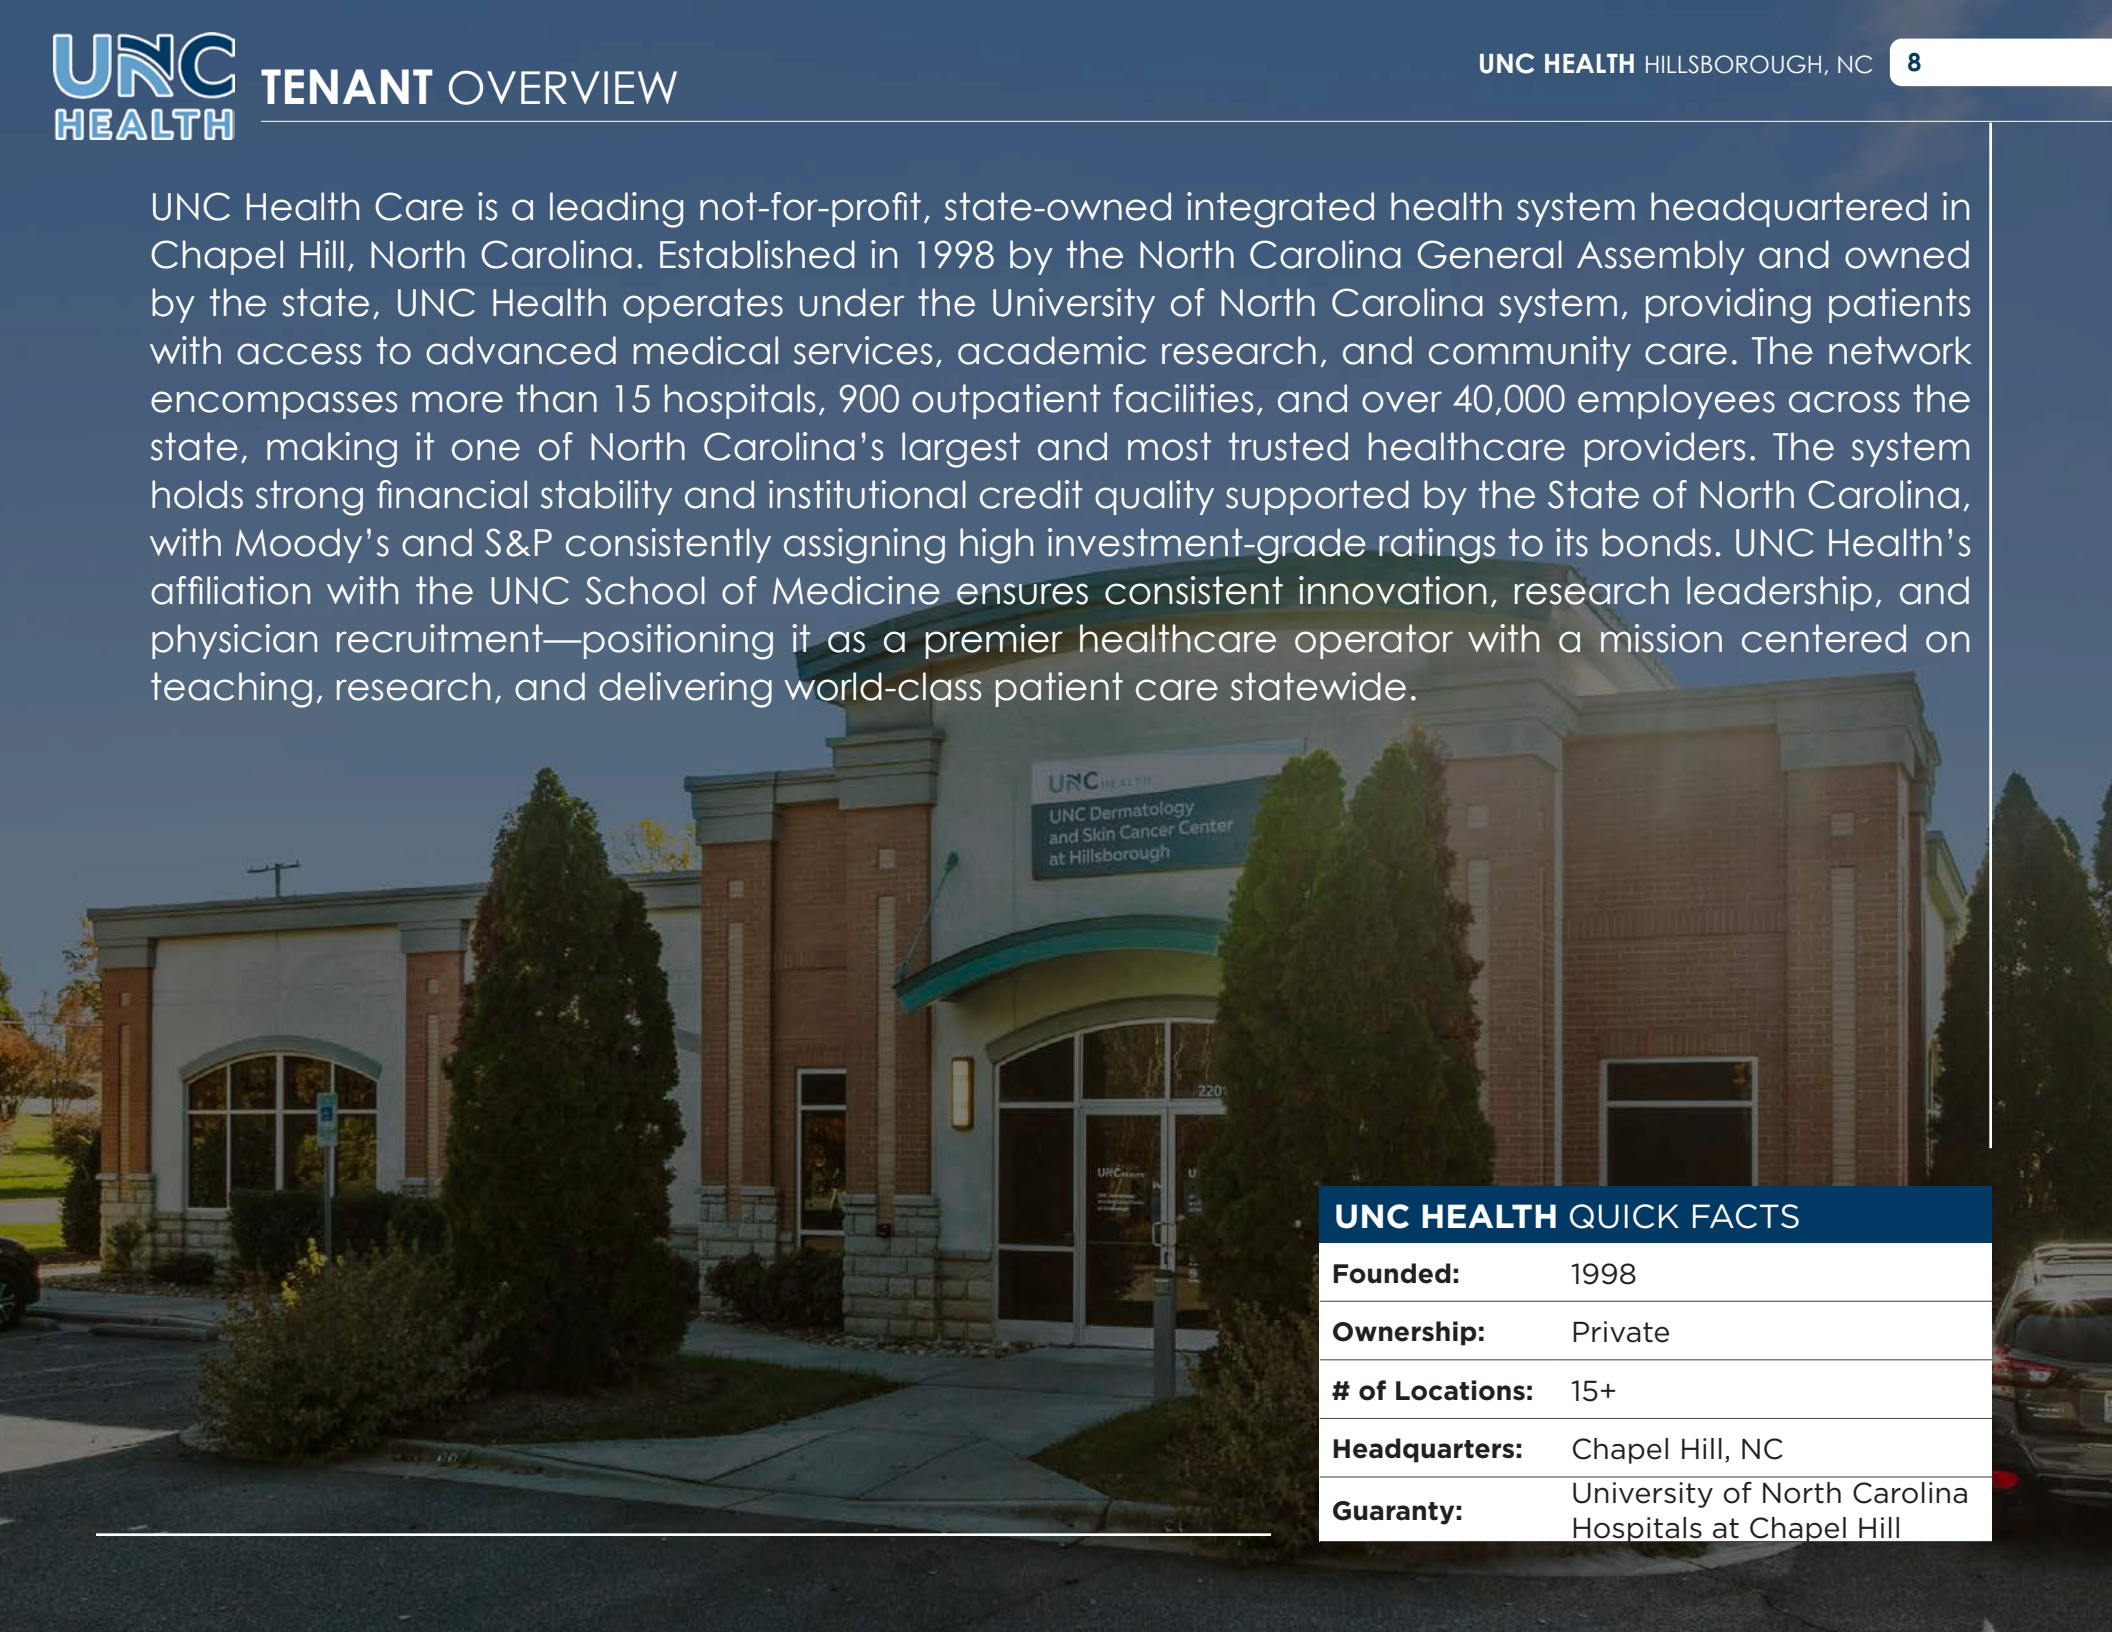 UNC
HEALTH
TENANT OVERVIEW
UNC HEALTH HILLSBOROUGH, NC 8
UNC Health Care is a leading not-for-profit, state-owned integrated health system headquartered in
Chapel Hill, North Carolina. Established in 1998 by the North Carolina General Assembly and owned
by the state, UNC Health operates under the University of North Carolina system, providing patients
with access to advanced medical services, academic research, and community care. The network
encompasses more than 15 hospitals, 900 outpatient facilities, and over 40,000 employees across the
state, making it one of North Carolina’s largest and most trusted healthcare providers. The system
holds strong financial stability and institutional credit quality supported by the State of North Carolina,
with Moody’s and S&P consistently assigning high investment-grade ratings to its bonds. UNC Health’s
affiliation with the UNC School of Medicine ensures consistent innovation, research leadership, and
physician recruitment—positioning it as a premier healthcare operator with a mission centered on
teaching, research, and delivering world-class patient care statewide.
UNC HEALTH
UNC Dermatology
and Skin Cancer Center
at Hillsborough
220
UNC
UNC HEALTH QUICK FACTS
Founded: 1998
Ownership: Private
# of Locations: 15+
Headquarters: Chapel Hill, NC
Guaranty: University of North Carolina
Hospitals at Chapel Hill